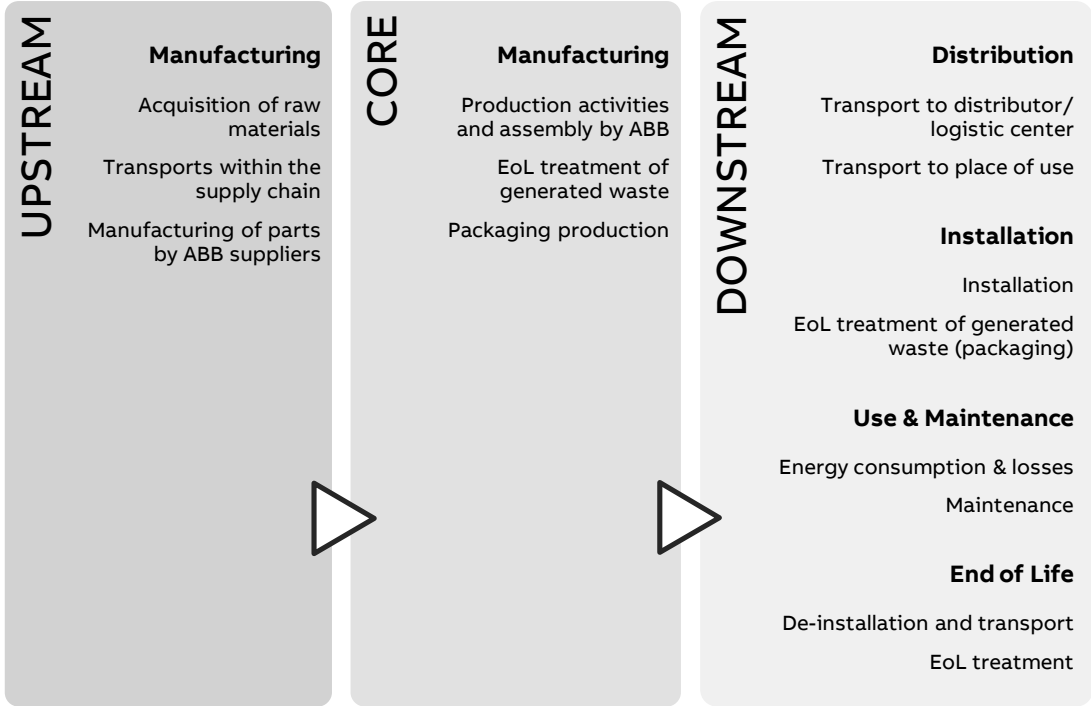 UPSTREAM
Manufacturing
Acquisition of raw
materials
Transports within the
supply chain
Manufacturing of parts
by ABB suppliers
CORE
Manufacturing
Production activities
and assembly by ABB
EoL treatment of
generated waste
Packaging production
DOWNSTREAM
Distribution
Transport to distributor/
logistic center
Transport to place of use
Installation
Installation
EoL treatment of generated
waste (packaging)
Use & Maintenance
Energy consumption & losses
Maintenance
End of Life
De-installation and transport
EoL treatment